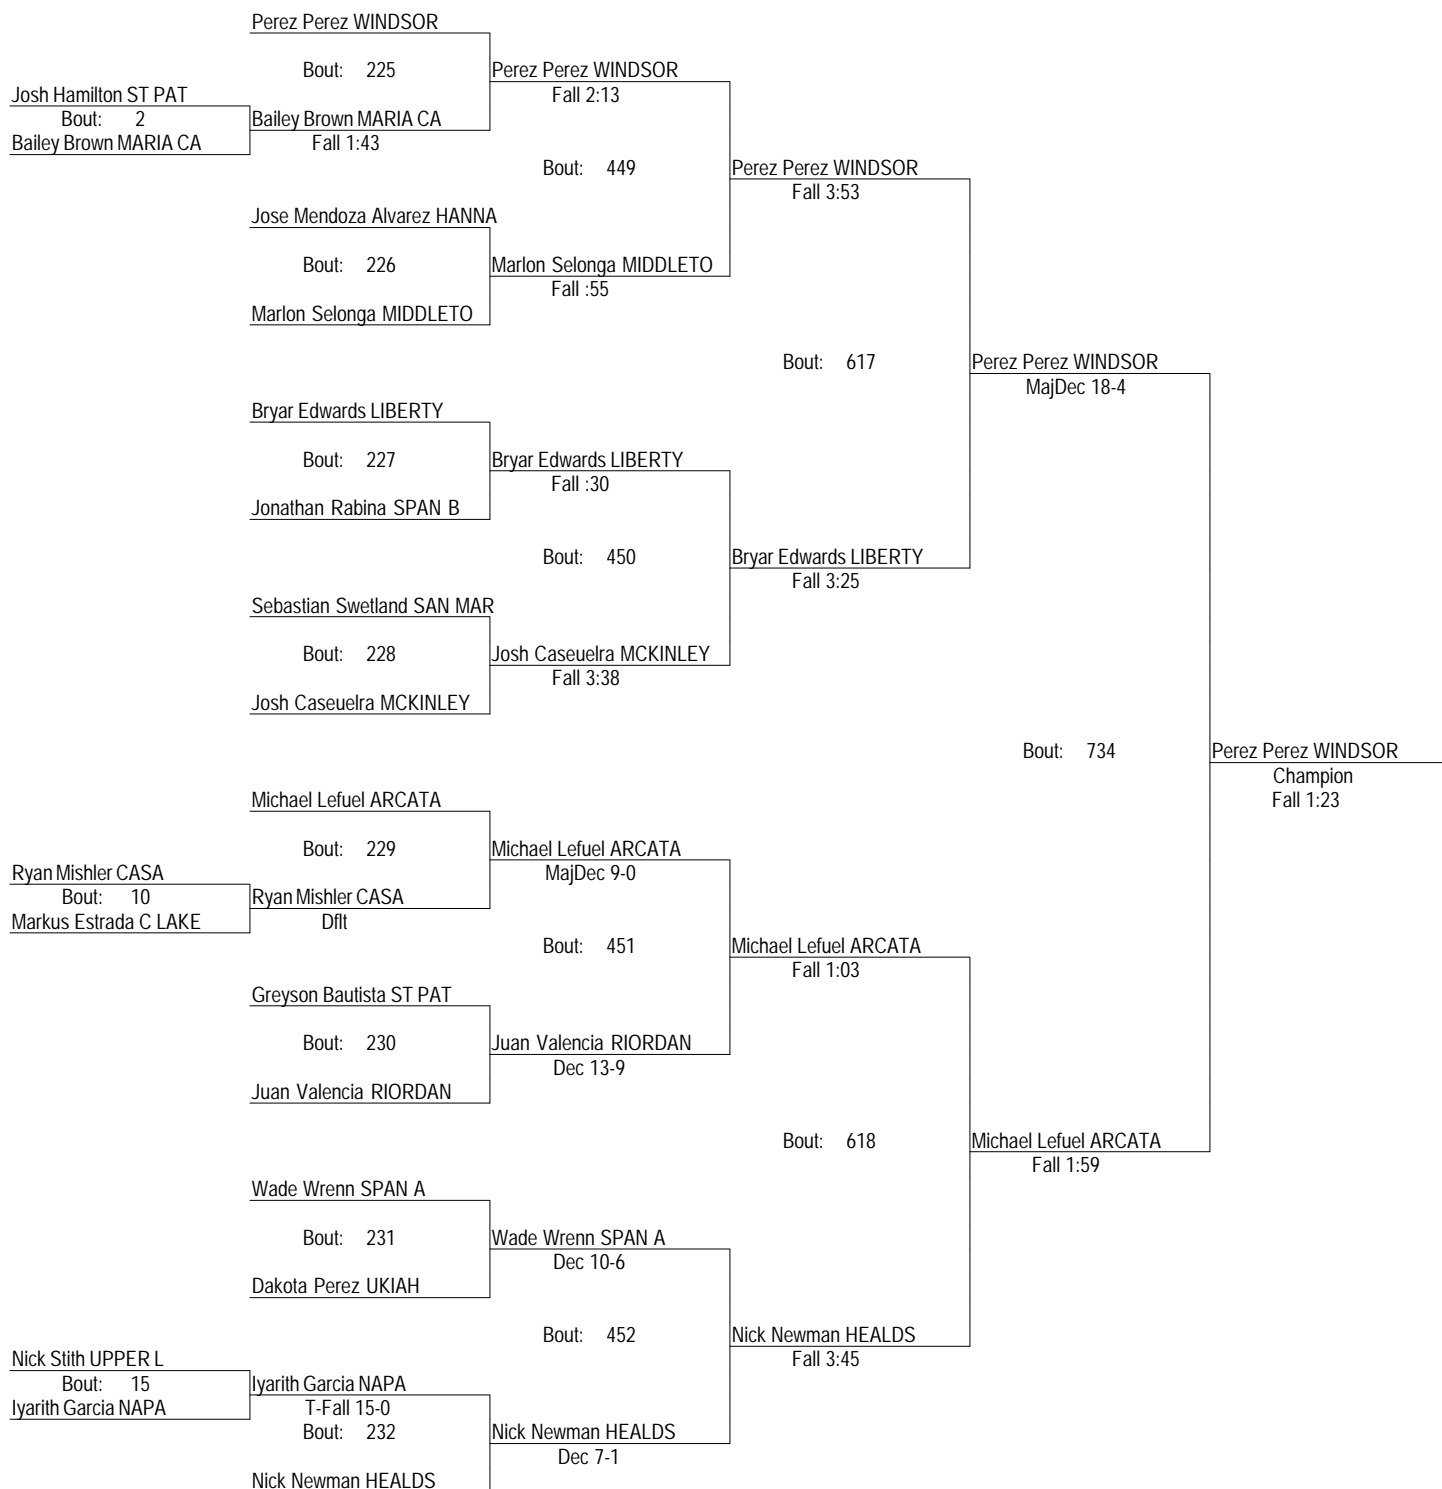 Perez Perez WINDSOR
Bout: 225
Perez Perez WINDSOR
Fall 2:13
Josh Hamilton ST PAT
Bout: 2
Bailey Brown MARIA CA
Bailey Brown MARIA CA
Fall 1:43
Bout: 449
Perez Perez WINDSOR
Fall 3:53
Jose Mendoza Alvarez HANNA
Bout: 226
Marlon Selonga MIDDLETO
Fall :55
Marlon Selonga MIDDLETO
Bout: 617
Perez Perez WINDSOR
MajDec 18-4
Bryar Edwards LIBERTY
Bout: 227
Bryar Edwards LIBERTY
Fall :30
Jonathan Rabina SPAN B
Bout: 450
Bryar Edwards LIBERTY
Fall 3:25
Sebastian Swetland SAN MAR
Bout: 228
Josh Caseuelra MCKINLEY
Fall 3:38
Josh Caseuelra MCKINLEY
Bout: 734
Perez Perez WINDSOR
Champion
Fall 1:23
Michael Lefuel ARCATA
Bout: 229
Michael Lefuel ARCATA
MajDec 9-0
Ryan Mishler CASA
Bout: 10
Markus Estrada C LAKE
Ryan Mishler CASA
Dflt
Bout: 451
Michael Lefuel ARCATA
Fall 1:03
Greyson Bautista ST PAT
Bout: 230
Juan Valencia RIORDAN
Dec 13-9
Juan Valencia RIORDAN
Bout: 618
Michael Lefuel ARCATA
Fall 1:59
Wade Wrenn SPAN A
Bout: 231
Wade Wrenn SPAN A
Dec 10-6
Dakota Perez UKIAH
Bout: 452
Nick Newman HEALDS
Fall 3:45
Nick Stith UPPER L
Bout: 15
Iyarith Garcia NAPA
Iyarith Garcia NAPA
T-Fall 15-0
Bout: 232
Nick Newman HEALDS
Dec 7-1
Nick Newman HEALDS